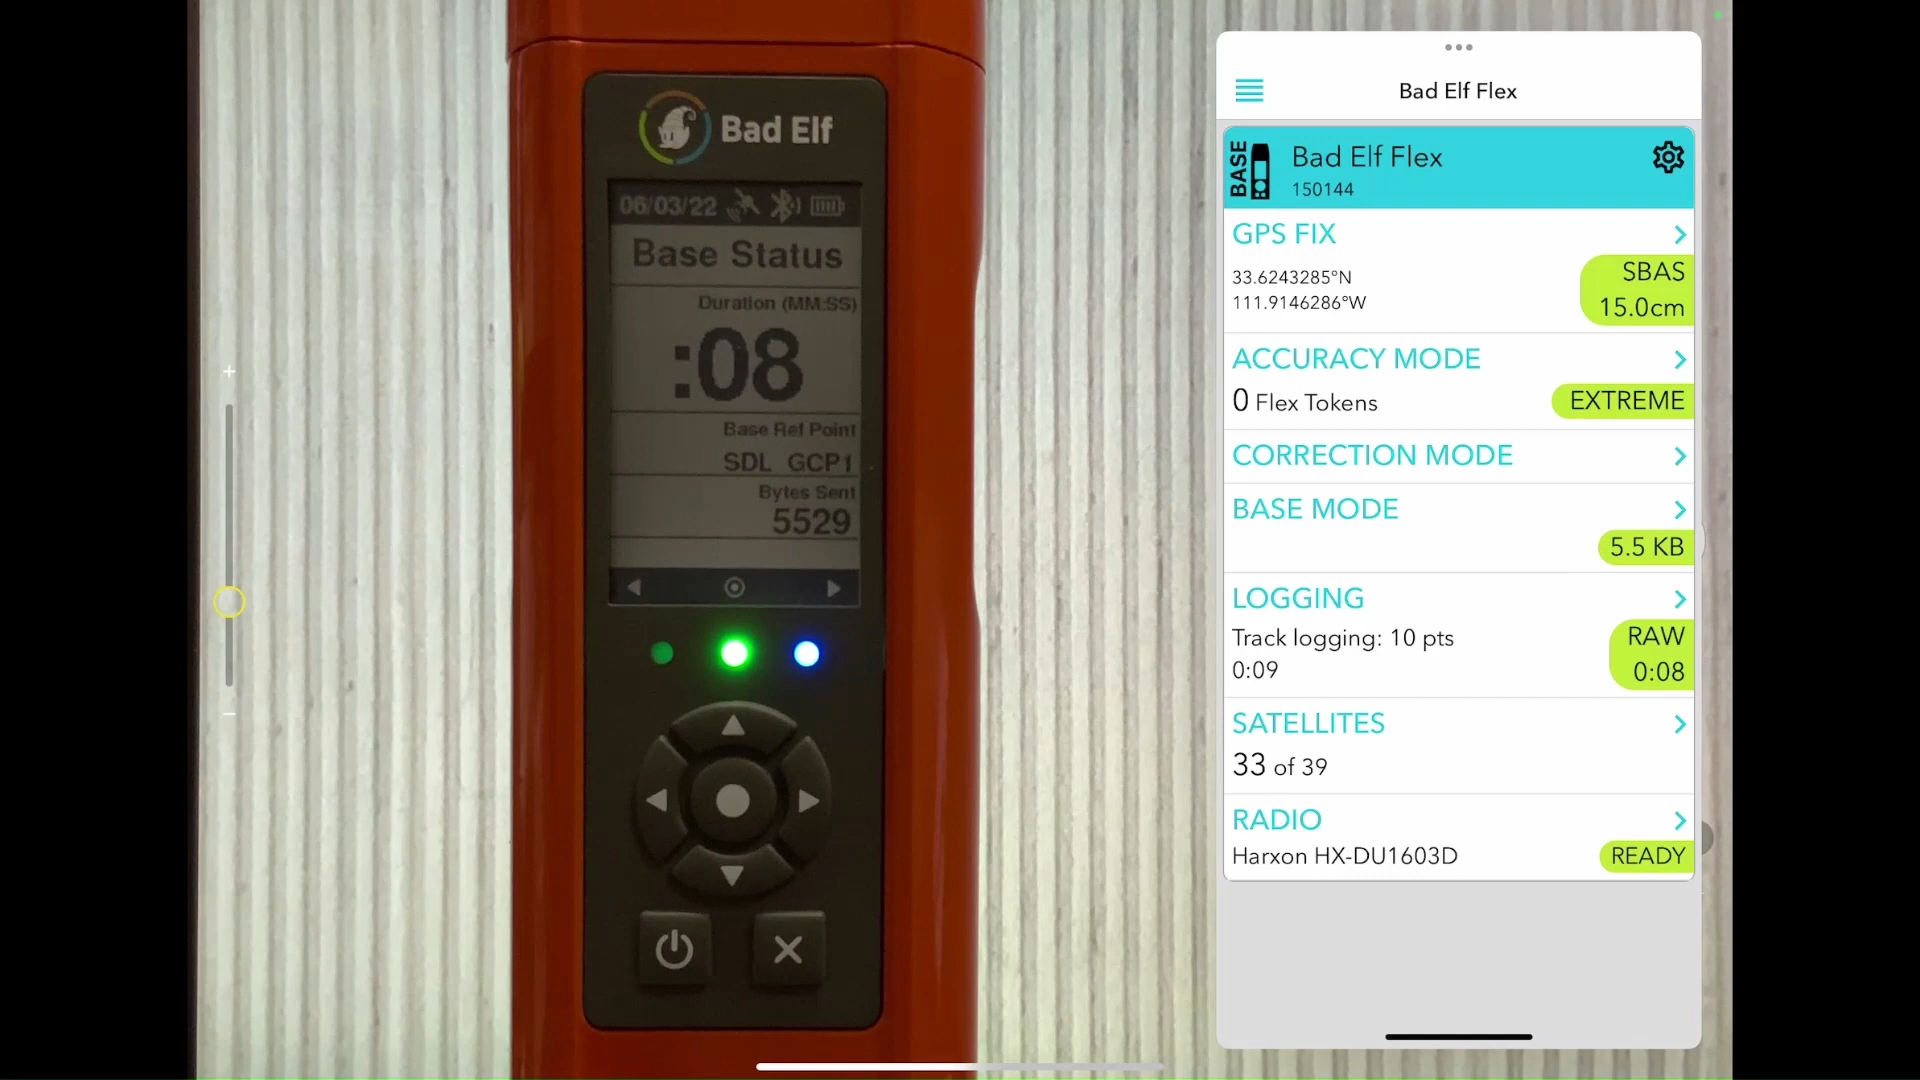 Bad Elf
06/03/22
Base Status
Duration (MM:SS)
:08
Base Ref Point
SDL GCP1
Bytes Sent
5529
Bad Elf Flex
BASE
Bad Elf Flex
150144
GPS FIX
33.6243285°N
111.9146286°W
SBAS
15.0cm
ACCURACY MODE
0 Flex Tokens
EXTREME
CORRECTION MODE
BASE MODE
5.5 KB
LOGGING
Track logging: 10 pts
0:09
RAW
0:08
SATELLITES
33 of 39
RADIO
Harxon HX-DU1603D
READY